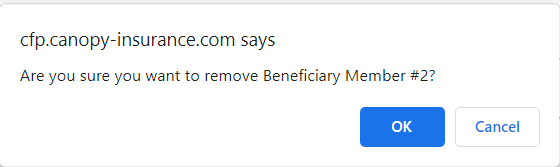 cfp.canopy-insurance.com says
Are you sure you want to remove Beneficiary Member #2?
OK
Cancel